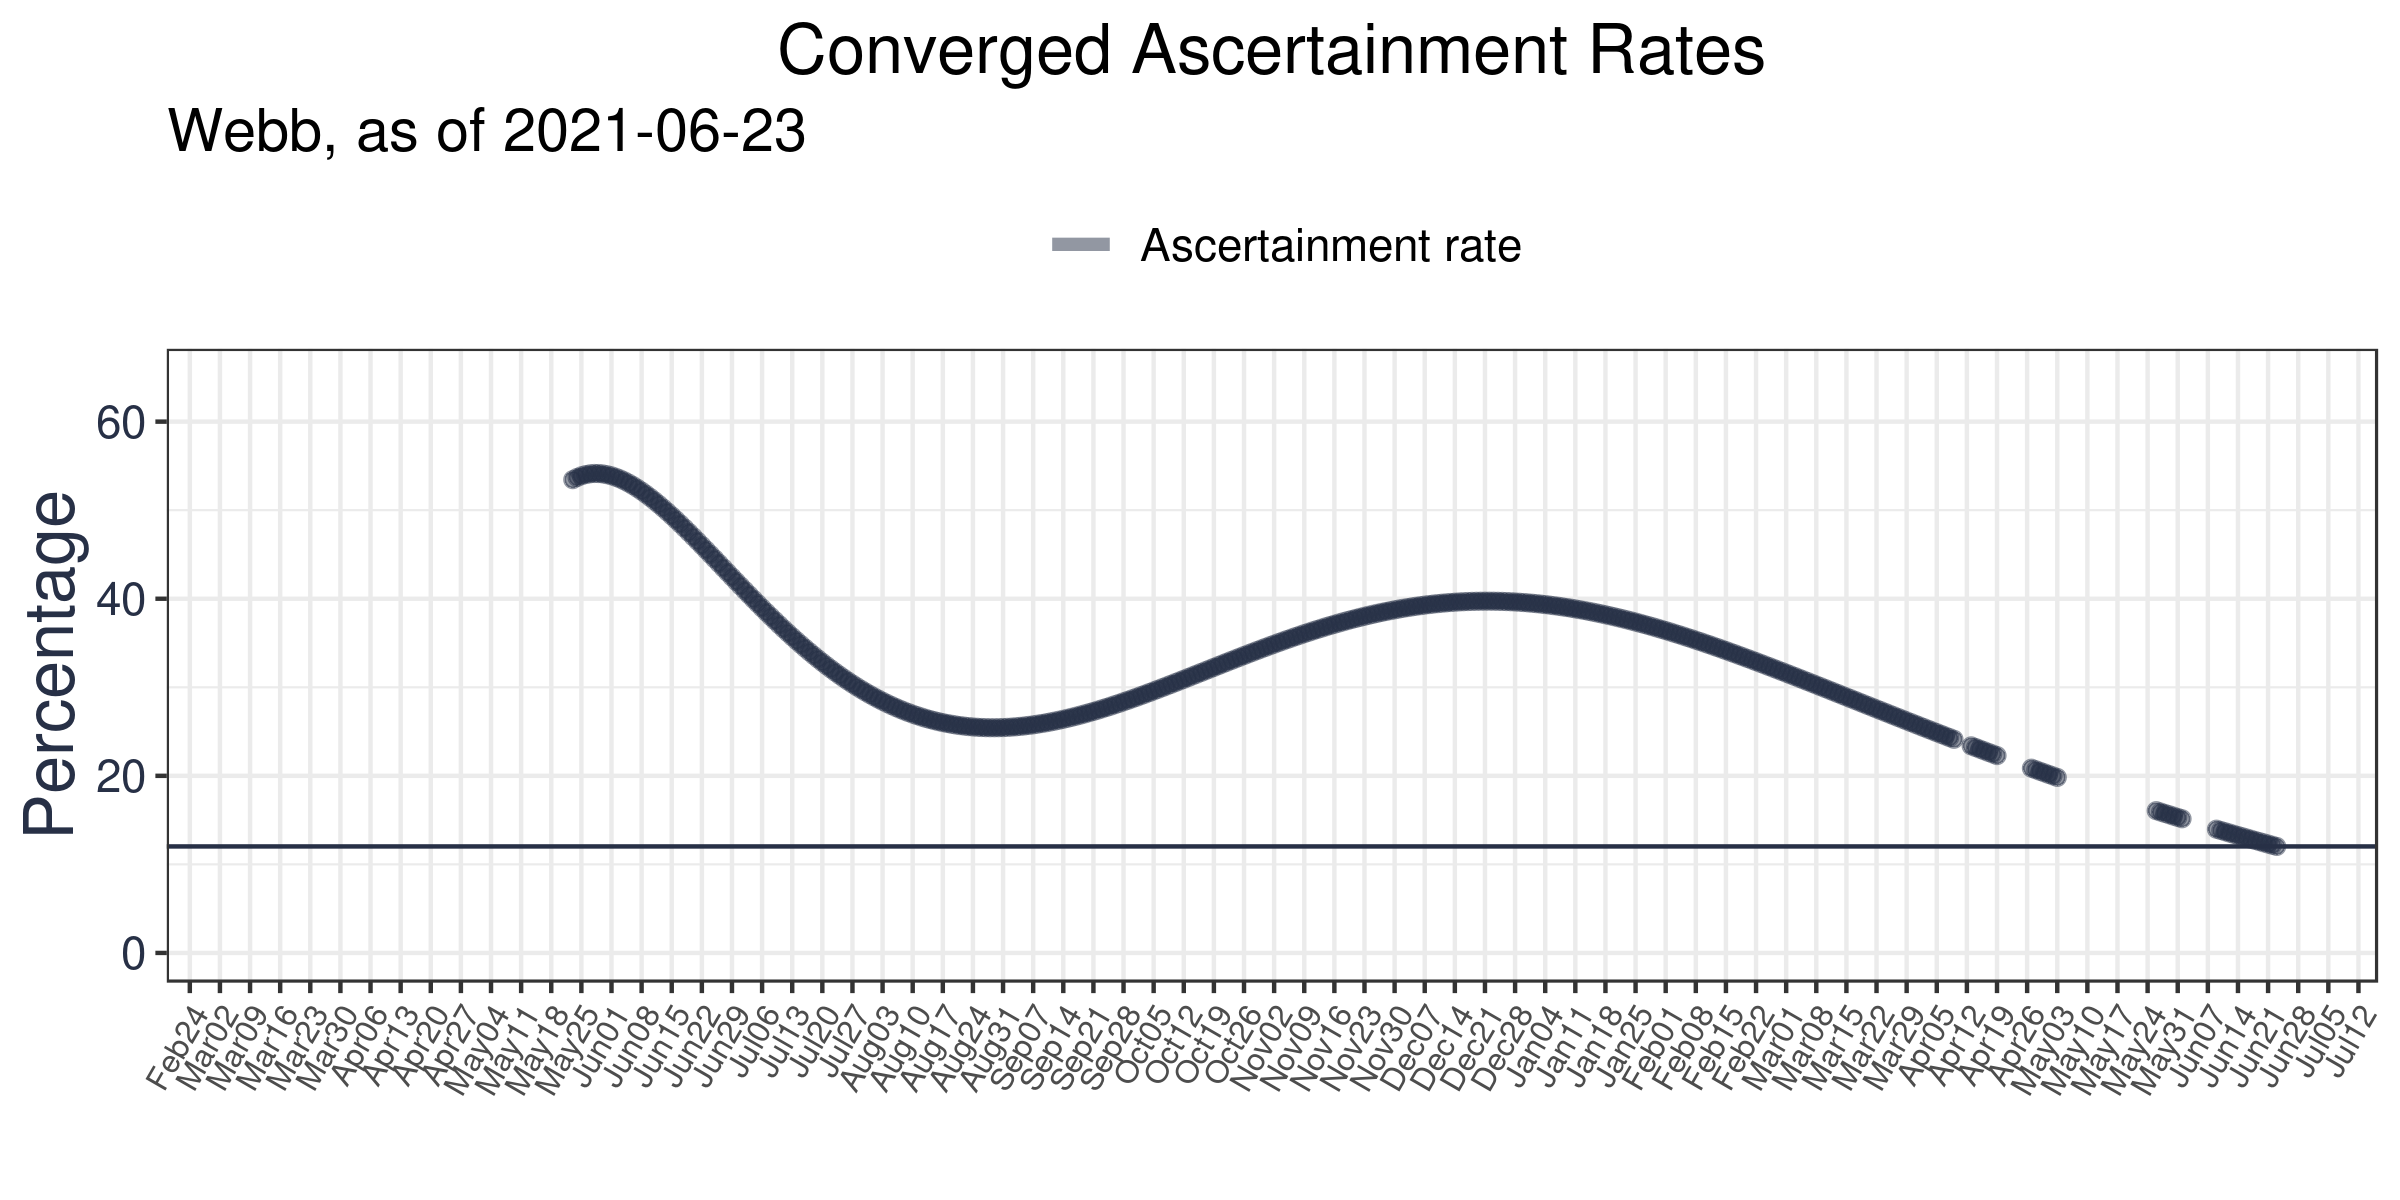 Converged Ascertainment Rates
Webb, as of 2021-06-23
Ascertainment rate
Percentage
60
40
20
0
Feb24
Mar02
Mar09
Mar16
Mar23
Mar30
Apr06
Apr13
Apr20
Apr27
May04
May11
May18
May25
Jun01
Jun08
Jun15
Jun22
Jun29
Jul06
Jul13
Jul20
Jul27
Aug03
Aug10
Aug17
Aug24
Aug31
Sep07
Sep14
Sep21
Sep28
Oct05
Oct12
Oct19
Oct26
Nov02
Nov09
Nov16
Nov23
Nov30
Dec07
Dec14
Dec21
Dec28
Jan04
Jan11
Jan18
Jan25
Feb01
Feb08
Feb15
Feb22
Mar01
Mar08
Mar15
Mar22
Mar29
Apr05
Apr12
Apr19
Apr26
May03
May10
May17
May24
May31
Jun07
Jun14
Jun21
Jun28
Jul05
Jul12